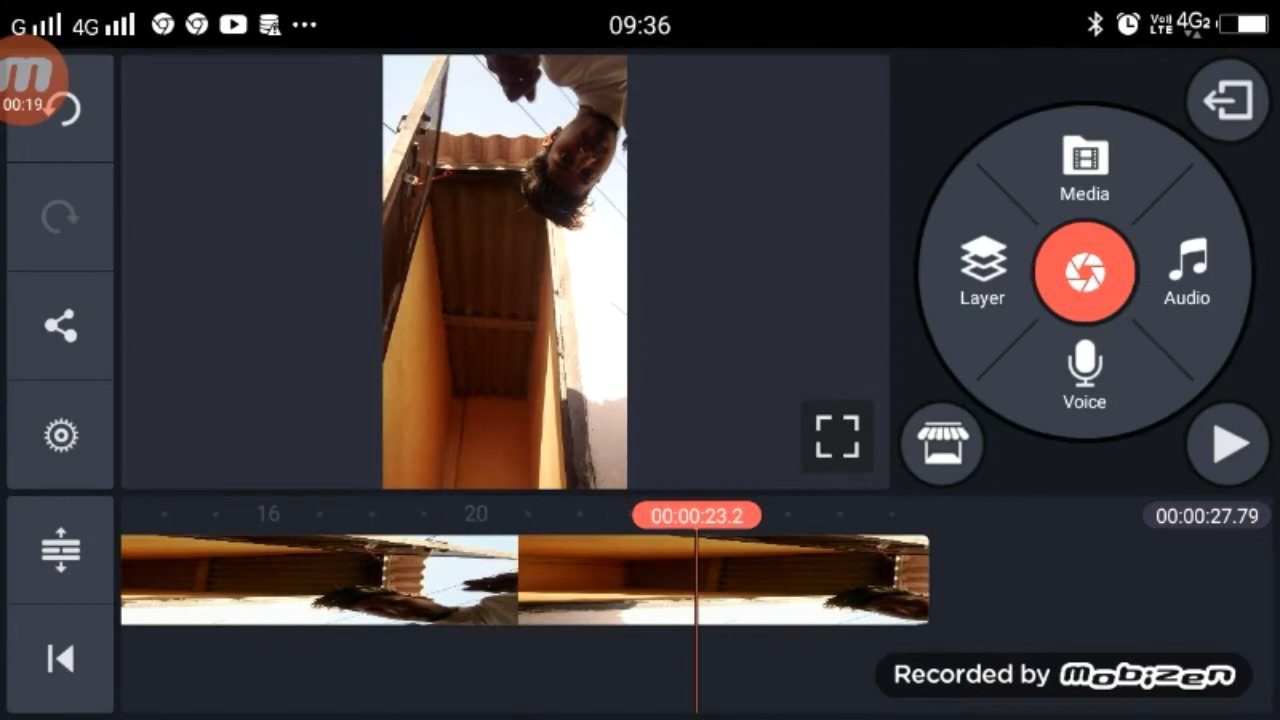 G 4G 09:36 VoLTE 4G2
m
00:19
Media
Layer
Audio
Voice
16 20 00:00:23.2 00:00:27.79
Recorded by mobizen